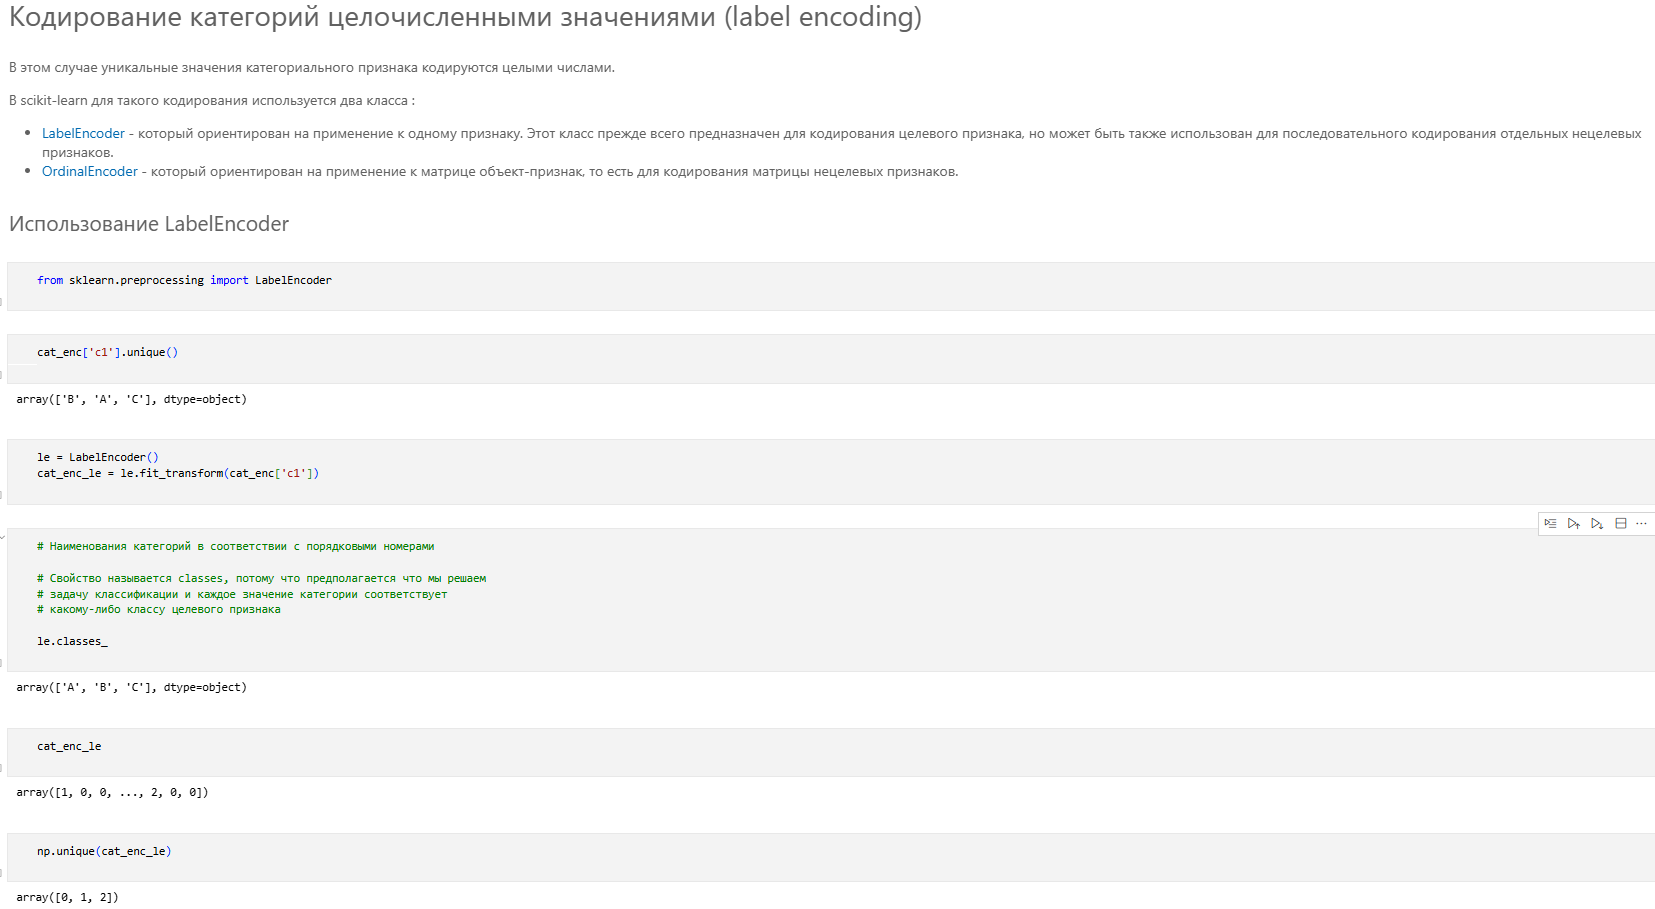 Кодирование категорий целочисленными значениями (label encoding)
В этом случае уникальные значения категориального признака кодируются целыми числами.
В scikit-learn для такого кодирования используется два класса :
• LabelEncoder - который ориентирован на применение к одному признаку. Этот класс прежде всего предназначен для кодирования целевого признака, но может быть также использован для последовательного кодирования отдельных нецелевых
признаков.
• OrdinalEncoder - который ориентирован на применение к матрице объект-признак, то есть для кодирования матрицы нецелевых признаков.
Использование LabelEncoder
from sklearn.preprocessing import LabelEncoder
cat_enc['c1'].unique()
array(['B', 'A', 'C'], dtype=object)
le = LabelEncoder()
cat_enc_le = le.fit_transform(cat_enc['c1'])
# Наименования категорий в соответствии с порядковыми номерами
# Свойство называется classes, потому что предполагается что мы решаем
# задачу классификации и каждое значение категории соответствует
# какому-либо классу целевого признака
le.classes_
array(['A', 'B', 'C'], dtype=object)
cat_enc_le
array([1, 0, 0, ..., 2, 0, 0])
np.unique(cat_enc_le)
array([0, 1, 2])